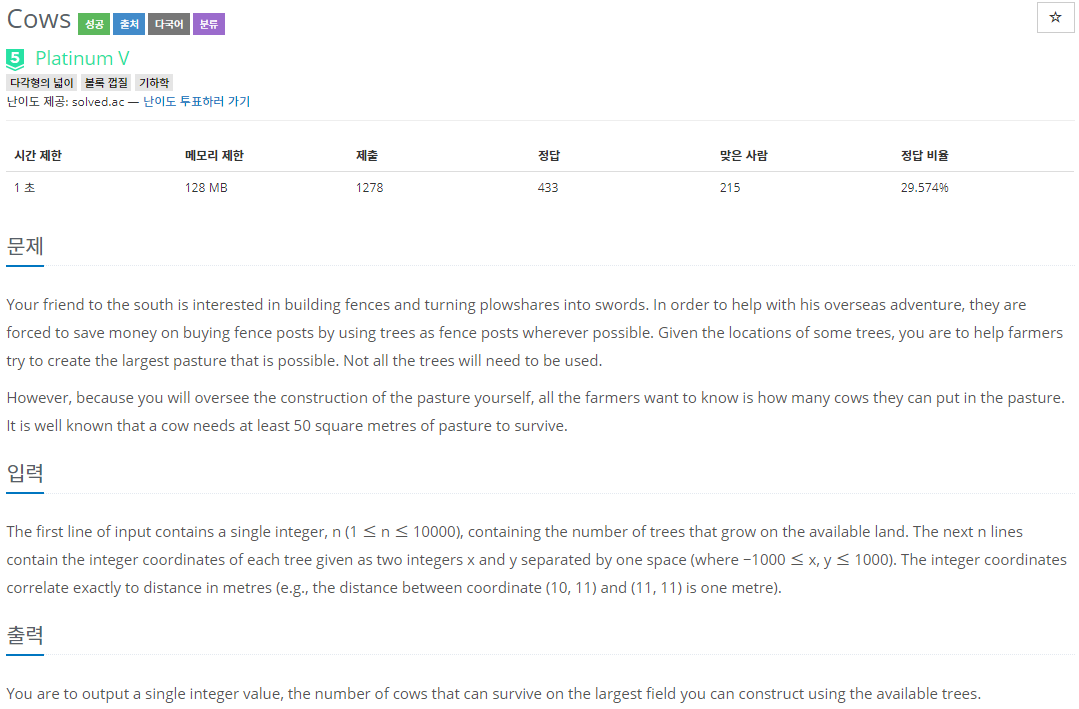 Cows 성공 출처 다국어 분류
☆
5 Platinum V
다각형의 넓이 볼록 껍질 기하학
난이도 제공: solved.ac — 난이도 투표하러 가기
시간 제한 메모리 제한 제출 정답 맞은 사람 정답 비율
1 초 128 MB 1278 433 215 29.574%
문제
Your friend to the south is interested in building fences and turning plowshares into swords. In order to help with his overseas adventure, they are
forced to save money on buying fence posts by using trees as fence posts wherever possible. Given the locations of some trees, you are to help farmers
try to create the largest pasture that is possible. Not all the trees will need to be used.
However, because you will oversee the construction of the pasture yourself, all the farmers want to know is how many cows they can put in the pasture.
It is well known that a cow needs at least 50 square metres of pasture to survive.
입력
The first line of input contains a single integer, n (1 ≤ n ≤ 10000), containing the number of trees that grow on the available land. The next n lines
contain the integer coordinates of each tree given as two integers x and y separated by one space (where −1000 ≤ x, y ≤ 1000). The integer coordinates
correlate exactly to distance in metres (e.g., the distance between coordinate (10, 11) and (11, 11) is one metre).
출력
You are to output a single integer value, the number of cows that can survive on the largest field you can construct using the available trees.